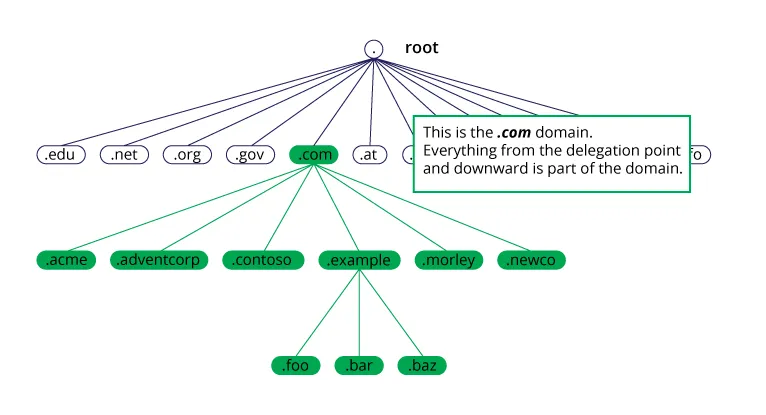 . root
This is the .com domain.
Everything from the delegation point
and downward is part of the domain.
.edu .net .org .gov .com .at
.acme .adventcorp .contoso .example .morley .newco
.foo .bar .baz